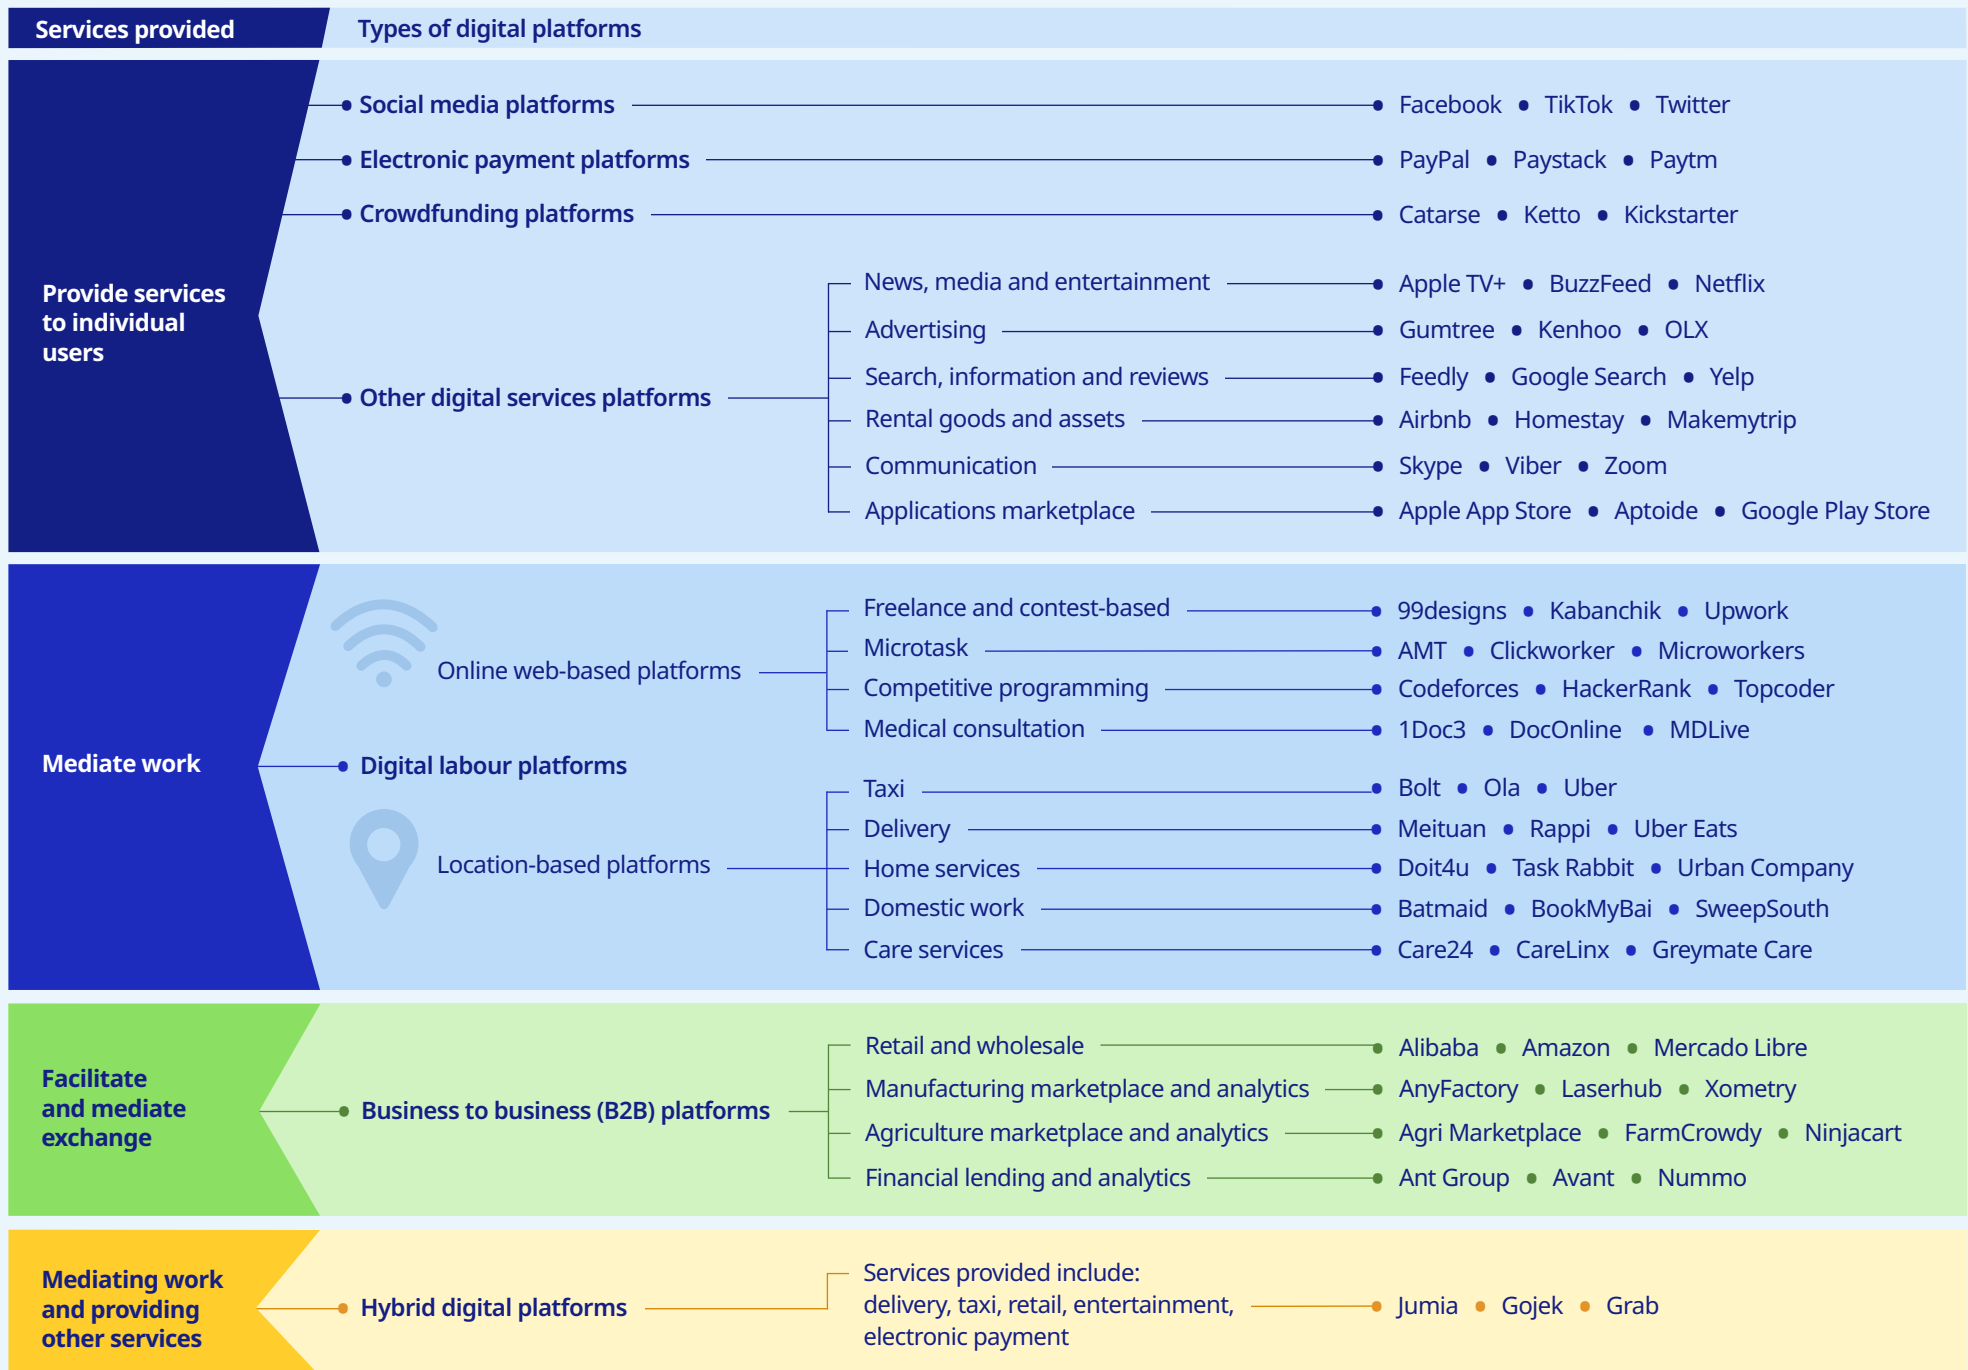 Services provided
Types of digital platforms
Provide services
to individual
users
Social media platforms
Facebook • TikTok • Twitter
Electronic payment platforms
PayPal • Paystack • Paytm
Crowdfunding platforms
Catarse • Ketto • Kickstarter
Other digital services platforms
News, media and entertainment
Apple TV+ • BuzzFeed • Netflix
Advertising
Gumtree • Kenhoo • OLX
Search, information and reviews
Feedly • Google Search • Yelp
Rental goods and assets
Airbnb • Homestay • Makemytrip
Communication
Skype • Viber • Zoom
Applications marketplace
Apple App Store • Aptoide • Google Play Store
Mediate work
Digital labour platforms
Online web-based platforms
Freelance and contest-based
99designs • Kabanchik • Upwork
Microtask
AMT • Clickworker • Microworkers
Competitive programming
Codeforces • HackerRank • Topcoder
Medical consultation
1Doc3 • DocOnline • MDLive
Location-based platforms
Taxi
Bolt • Ola • Uber
Delivery
Meituan • Rappi • Uber Eats
Home services
Doit4u • Task Rabbit • Urban Company
Domestic work
Batmaid • BookMyBai • SweepSouth
Care services
Care24 • CareLinx • Greymate Care
Facilitate
and mediate
exchange
Business to business (B2B) platforms
Retail and wholesale
Alibaba • Amazon • Mercado Libre
Manufacturing marketplace and analytics
AnyFactory • Laserhub • Xometry
Agriculture marketplace and analytics
Agri Marketplace • FarmCrowdy • Ninjacart
Financial lending and analytics
Ant Group • Avant • Nummo
Mediating work
and providing
other services
Hybrid digital platforms
Services provided include:
delivery, taxi, retail, entertainment,
electronic payment
Jumia • Gojek • Grab